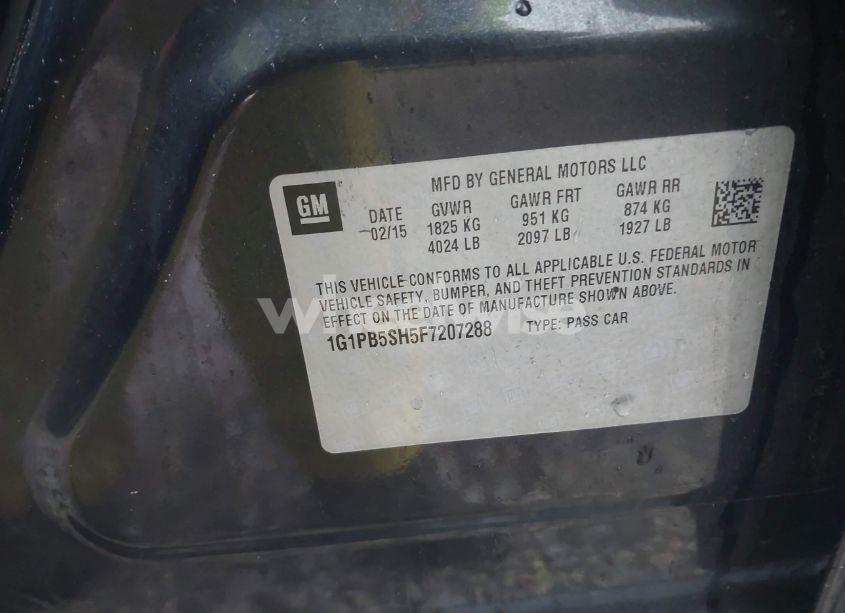 MFD BY GENERAL MOTORS LLC
GM
DATE GVWR GAWR FRT GAWR RR
02/15 1825 KG 951 KG 874 KG
4024 LB 2097 LB 1927 LB
THIS VEHICLE CONFORMS TO ALL APPLICABLE U.S. FEDERAL MOTOR
VEHICLE SAFETY, BUMPER, AND THEFT PREVENTION STANDARDS IN
EFFECT ON THE DATE OF MANUFACTURE SHOWN ABOVE.
1G1PB5SH5F7207288 TYPE: PASS CAR